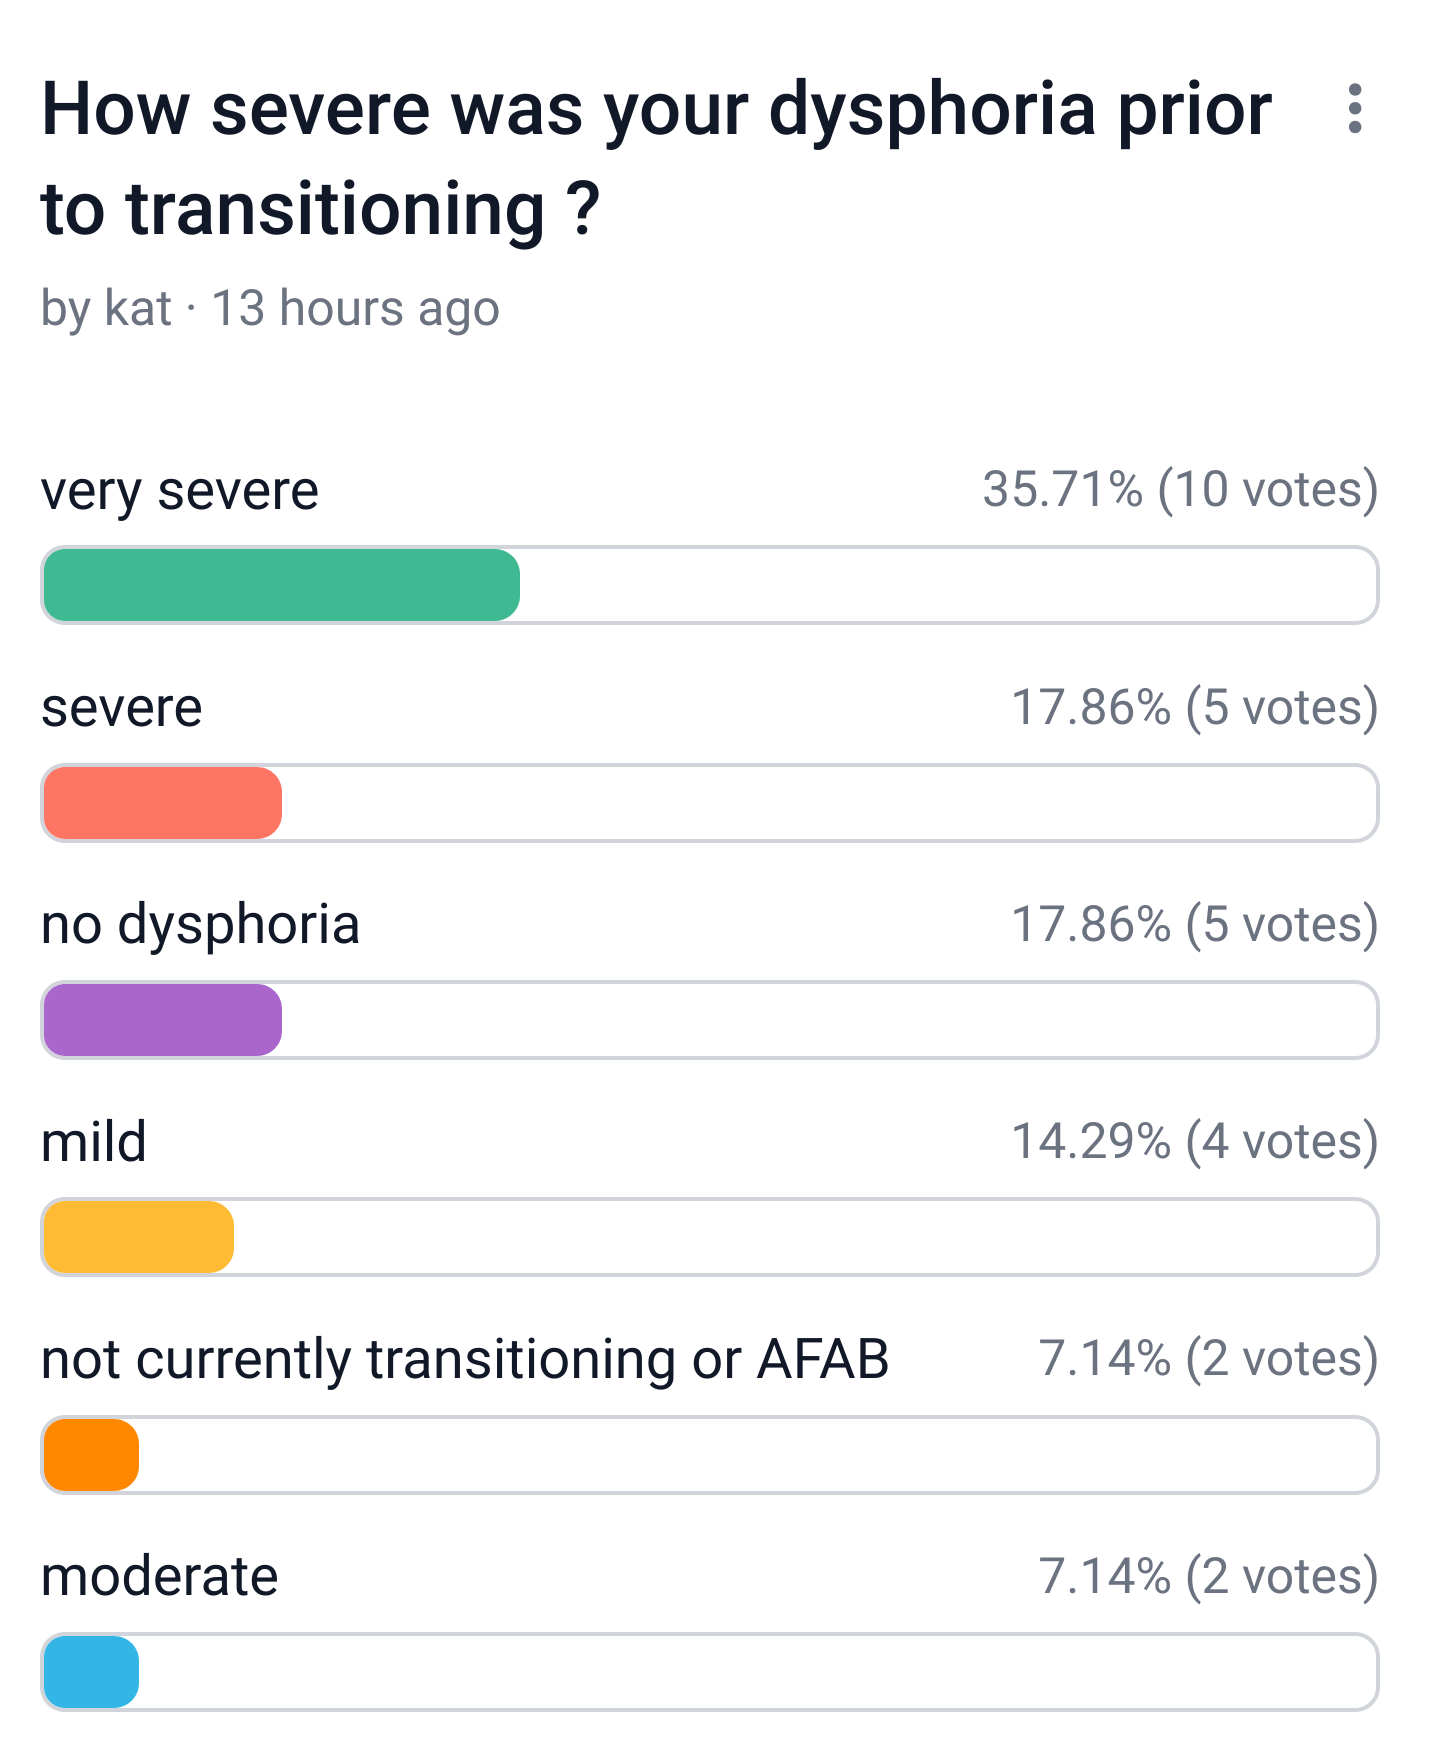 How severe was your dysphoria prior
to transitioning ?
by kat · 13 hours ago
very severe 35.71% (10 votes)
severe 17.86% (5 votes)
no dysphoria 17.86% (5 votes)
mild 14.29% (4 votes)
not currently transitioning or AFAB 7.14% (2 votes)
moderate 7.14% (2 votes)